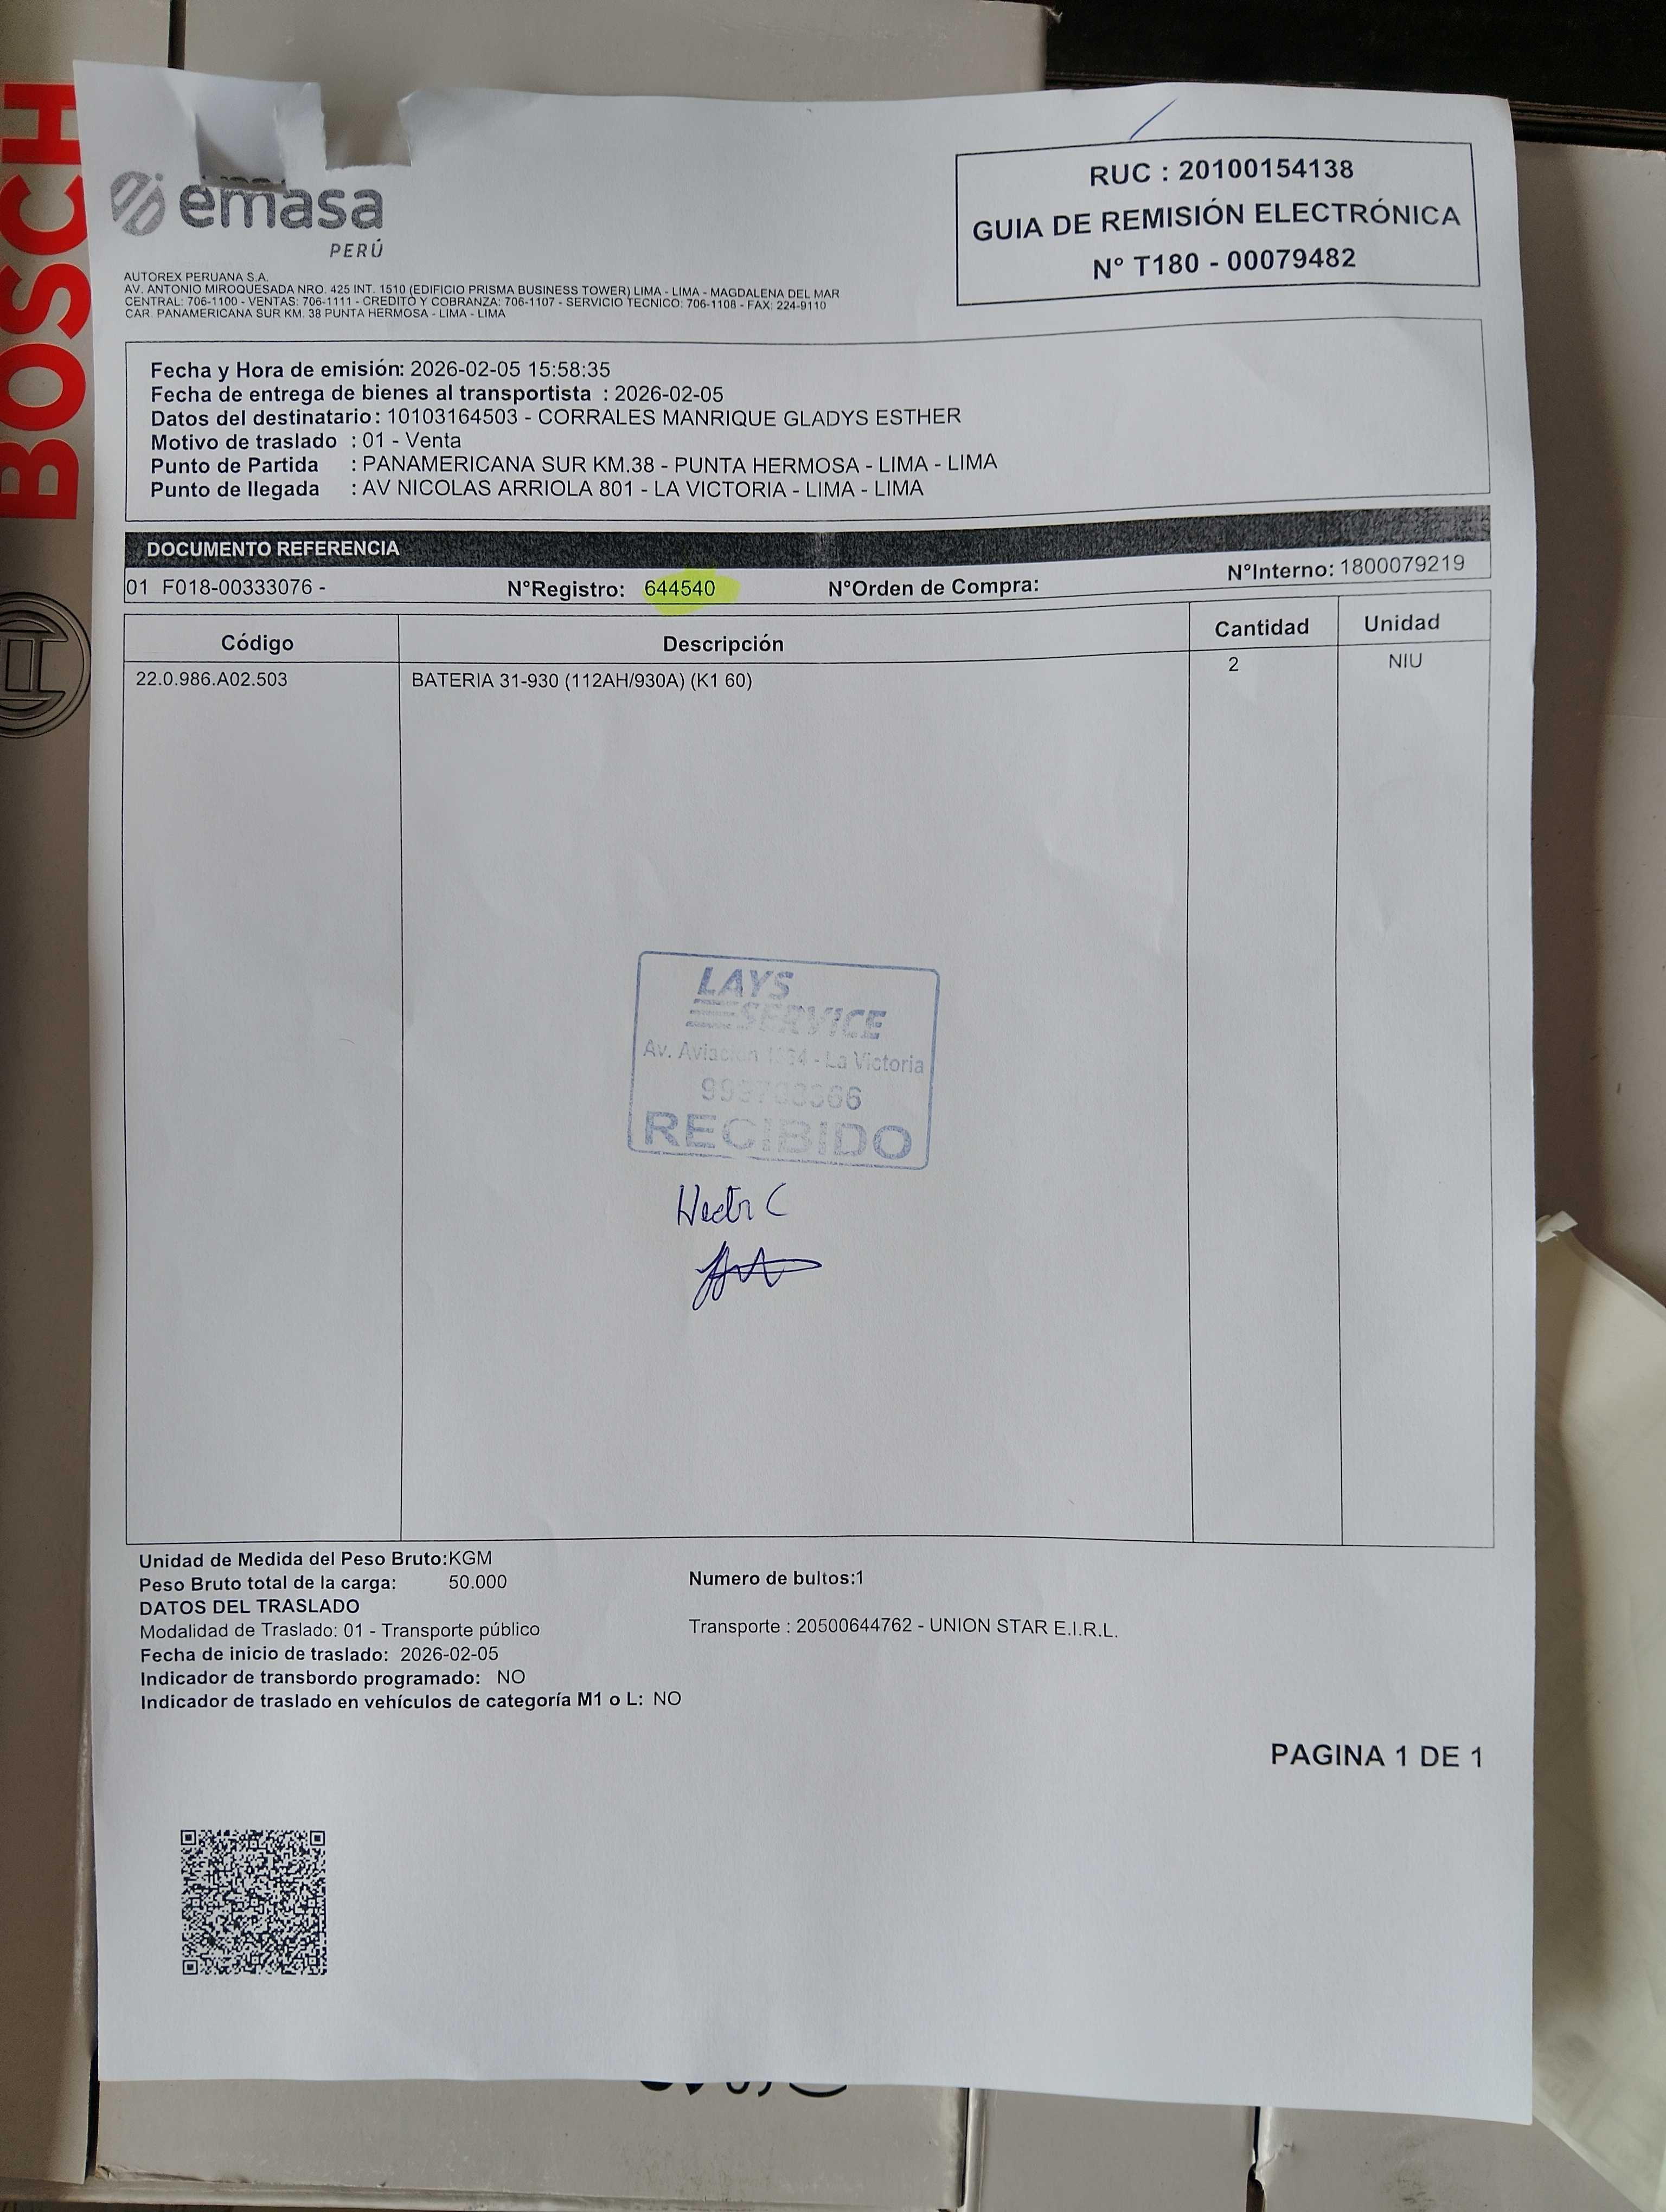 BOSCH
emasa
PERÚ
RUC : 20100154138
GUIA DE REMISIÓN ELECTRÓNICA
N° T180 - 00079482
AUTOREX PERUANA S.A.
AV. ANTONIO MIROQUESADA NRO. 425 INT. 1510 (EDIFICIO PRISMA BUSINESS TOWER) LIMA - LIMA - MAGDALENA DEL MAR
CENTRAL: 706-1100 - VENTAS: 706-1111 - CREDITO Y COBRANZA: 706-1107 - SERVICIO TECNICO: 706-1108 - FAX: 224-9110
CAR. PANAMERICANA SUR KM. 38 PUNTA HERMOSA - LIMA - LIMA
Fecha y Hora de emisión: 2026-02-05 15:58:35
Fecha de entrega de bienes al transportista : 2026-02-05
Datos del destinatario: 10103164503 - CORRALES MANRIQUE GLADYS ESTHER
Motivo de traslado : 01 - Venta
Punto de Partida : PANAMERICANA SUR KM.38 - PUNTA HERMOSA - LIMA - LIMA
Punto de llegada : AV NICOLAS ARRIOLA 801 - LA VICTORIA - LIMA - LIMA
DOCUMENTO REFERENCIA
01 F018-00333076 - N°Registro: 644540 N°Orden de Compra: N°Interno: 1800079219
Código Descripción Cantidad Unidad
22.0.986.A02.503 BATERIA 31-930 (112AH/930A) (K1 60) 2 NIU
LAYS
SERVICE
Av. Aviación - La Victoria
RECIBIDO
Hectr C
Unidad de Medida del Peso Bruto:KGM
Peso Bruto total de la carga: 50.000 Numero de bultos:1
DATOS DEL TRASLADO
Modalidad de Traslado: 01 - Transporte público Transporte : 20500644762 - UNION STAR E.I.R.L.
Fecha de inicio de traslado: 2026-02-05
Indicador de transbordo programado: NO
Indicador de traslado en vehículos de categoría M1 o L: NO
PAGINA 1 DE 1